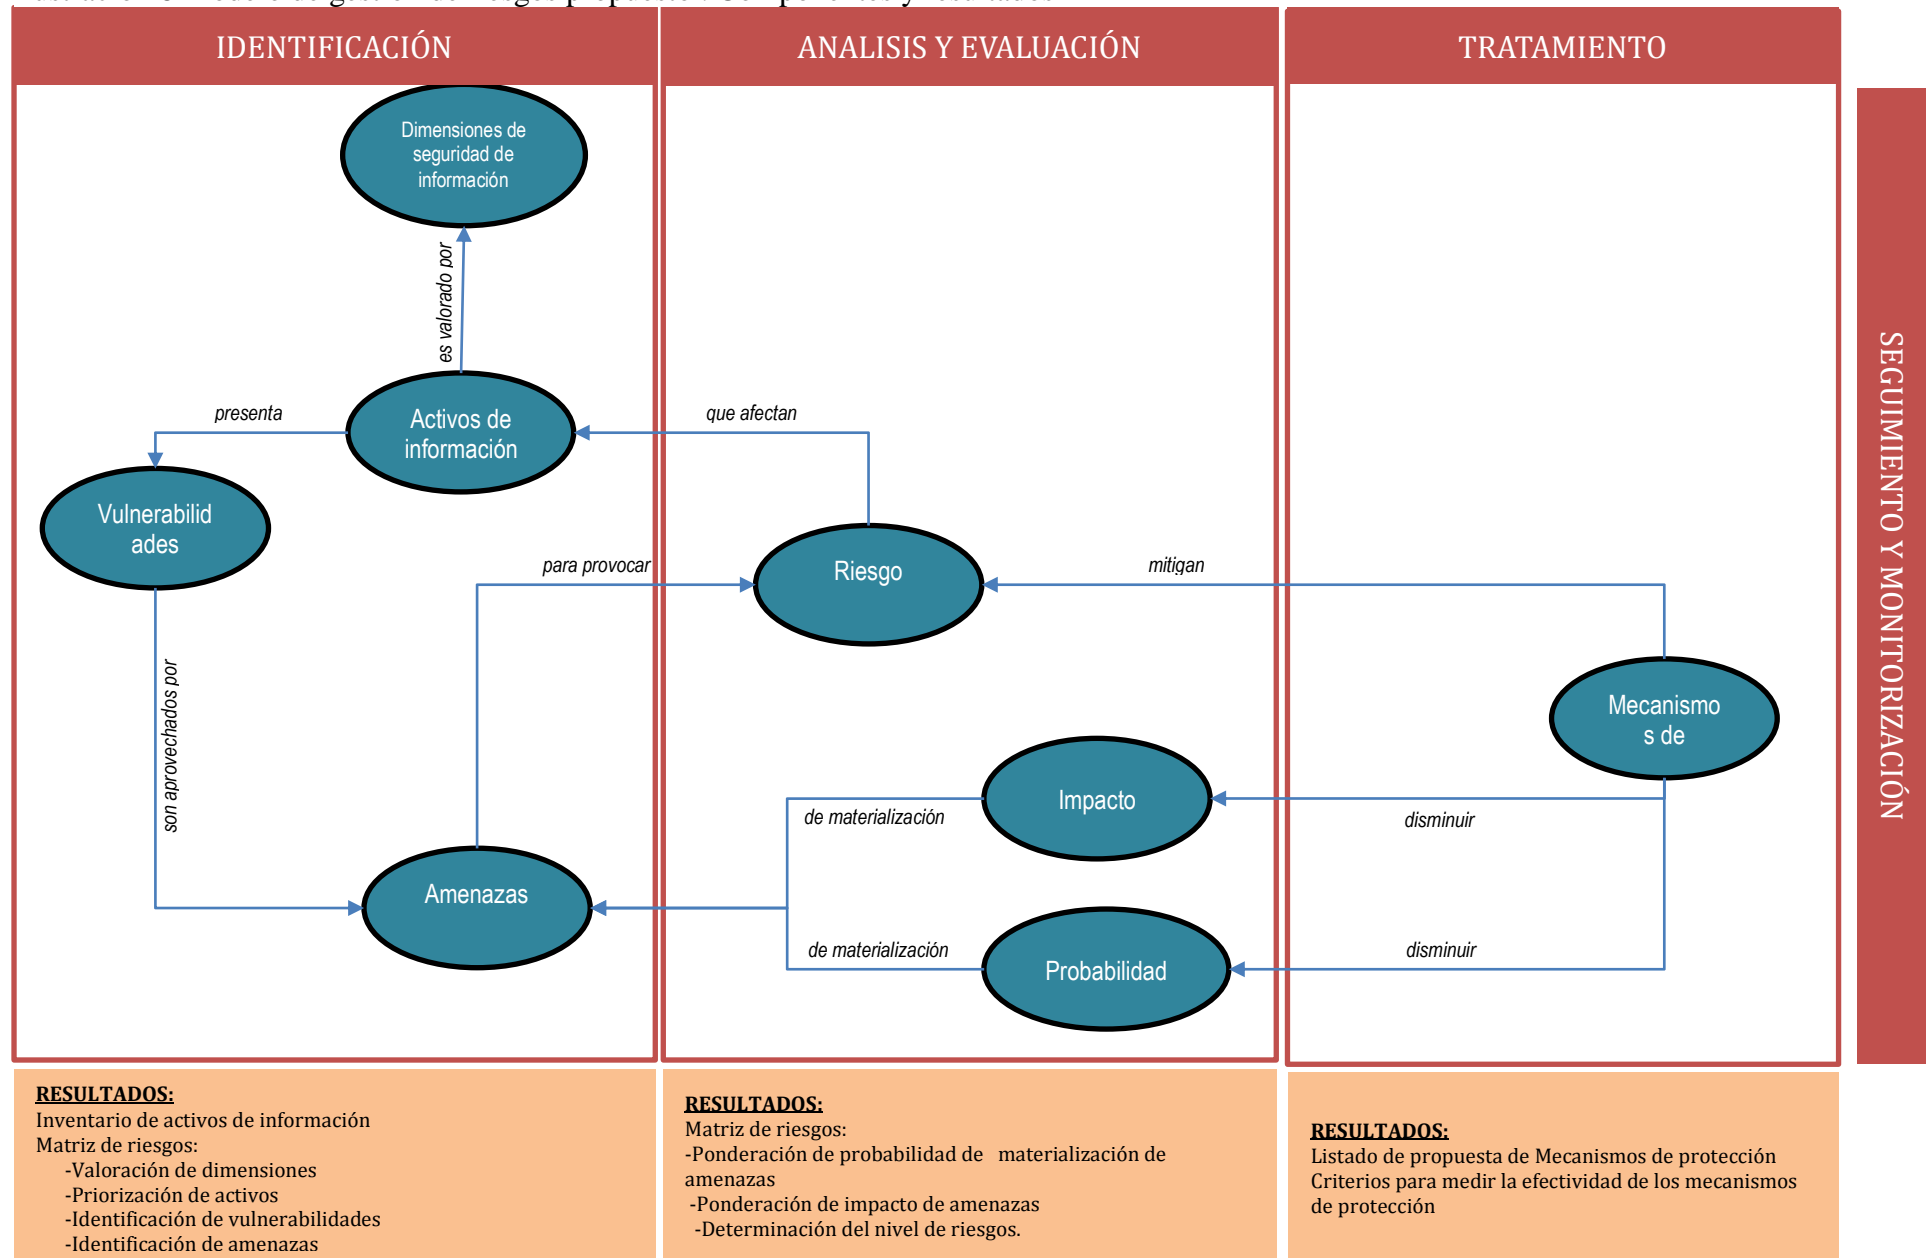 IDENTIFICACIÓN
ANALISIS Y EVALUACIÓN
TRATAMIENTO
Dimensiones de
seguridad de
información
es valorado por
presenta
Activos de
información
que afectan
Vulnerabilid
ades
para provocar
Riesgo
mitigan
son aprovechados por
Mecanismo
s de
Impacto
de materialización
disminuir
Amenazas
de materialización
Probabilidad
disminuir
SEGUIMIENTO Y MONITORIZACIÓN
RESULTADOS:
Inventario de activos de información
Matriz de riesgos:
-Valoración de dimensiones
-Priorización de activos
-Identificación de vulnerabilidades
-Identificación de amenazas
RESULTADOS:
Matriz de riesgos:
-Ponderación de probabilidad de materialización de
amenazas
-Ponderación de impacto de amenazas
-Determinación del nivel de riesgos.
RESULTADOS:
Listado de propuesta de Mecanismos de protección
Criterios para medir la efectividad de los mecanismos
de protección